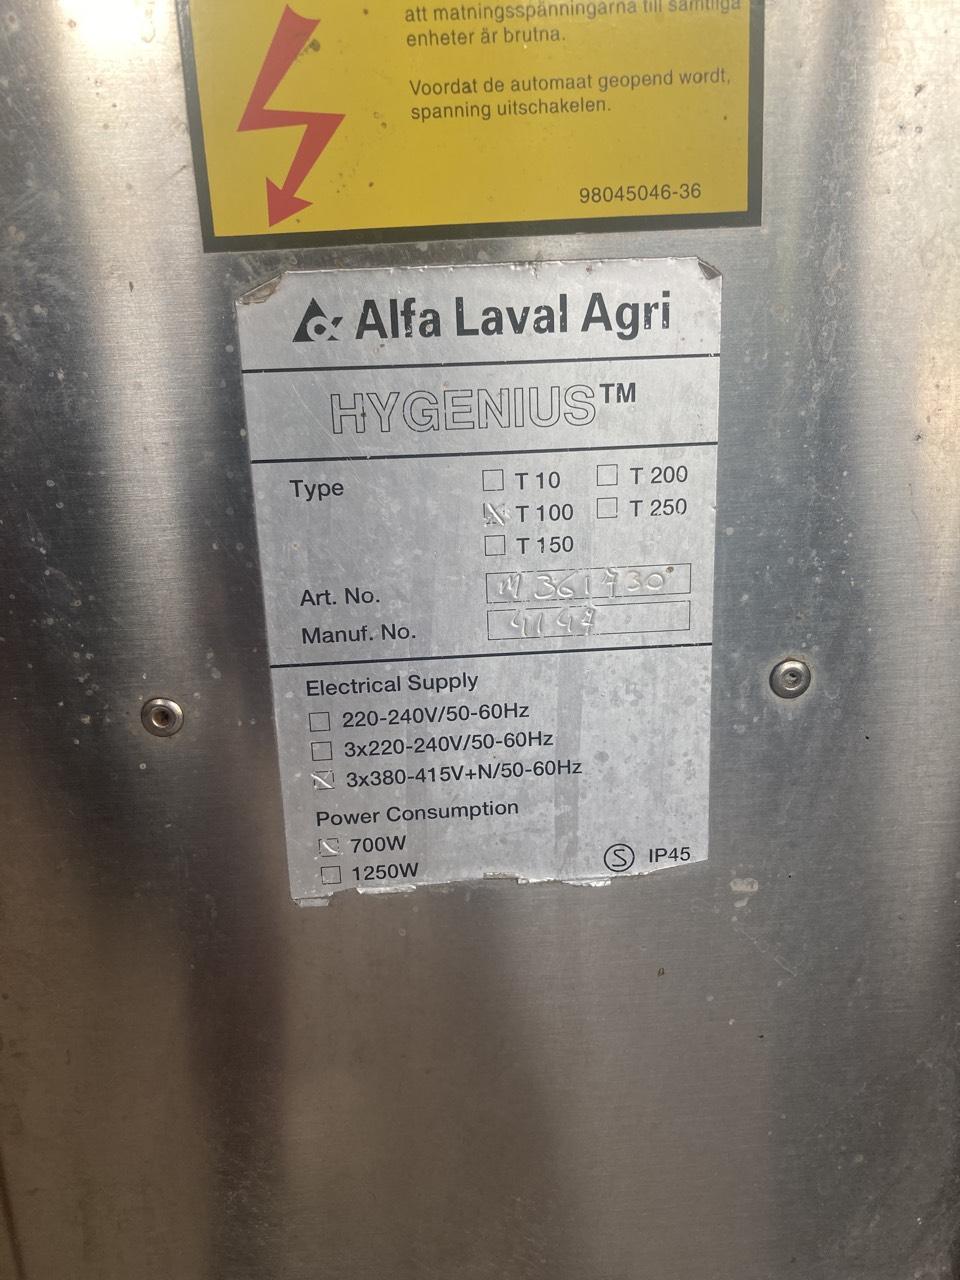 att matningsspänningarna till samtliga
enheter är brutna.
Voordat de automaat geopend wordt,
spanning uitschakelen.
98045046-36
Alfa Laval Agri
HYGENIUS™
Type
T 10
T 200
T 100
T 250
T 150
Art. No. M 361730
Manuf. No.
Electrical Supply
220-240V/50-60Hz
3x220-240V/50-60Hz
3x380-415V+N/50-60Hz
Power Consumption
700W
1250W
S IP45